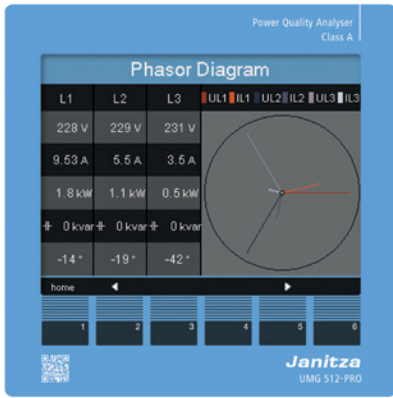 Power Quality Analyser
Class A
Phasor Diagram
L1 L2 L3 UL1 IL1 UL2 IL2 UL3 IL3
228 V 229 V 231 V
9.53 A 5.5 A 3.5 A
1.8 kW 1.1 kW 0.5 kW
0 kvar 0 kvar 0 kvar
-14 ° -19 ° -42 °
home
1 2 3 4 5 6
Janitza
UMG 512-PRO